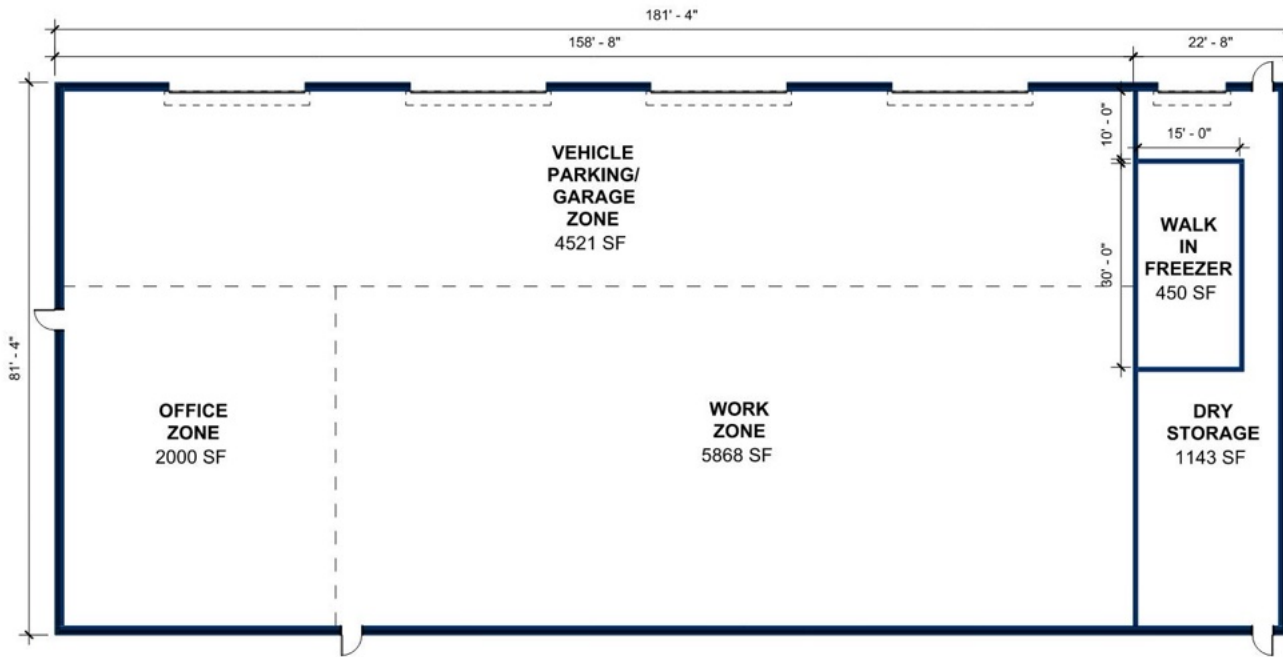 181' - 4"
158' - 8"
22' - 8"
10' - 0"
15' - 0"
VEHICLE
PARKING/
GARAGE
ZONE
4521 SF
WALK
IN
FREEZER
450 SF
30' - 0"
81' - 4"
OFFICE
ZONE
2000 SF
WORK
ZONE
5868 SF
DRY
STORAGE
1143 SF